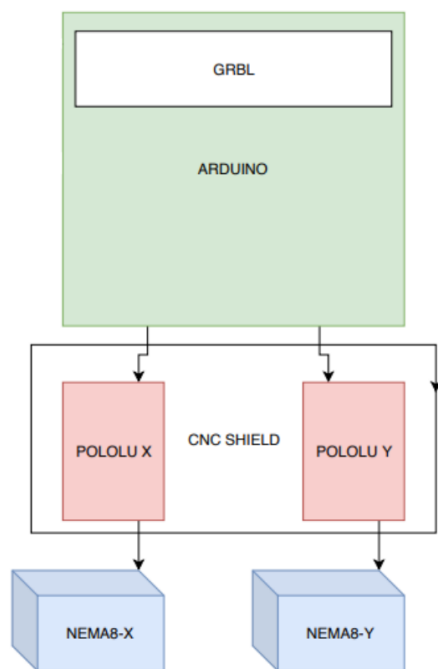 GRBL
ARDUINO
POLOLU X
CNC SHIELD
POLOLU Y
NEMA8-X
NEMA8-Y